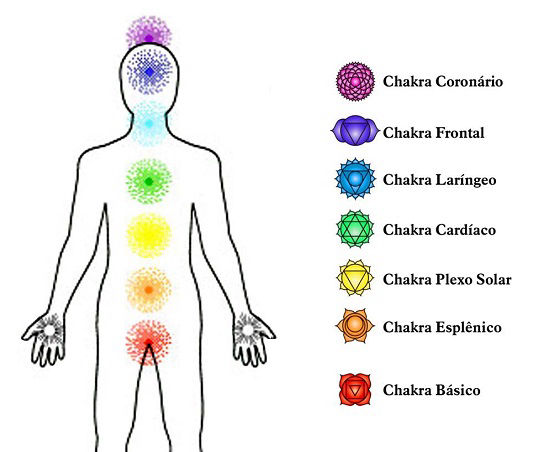 Chakra Coronário
Chakra Frontal
Chakra Laríngeo
Chakra Cardíaco
Chakra Plexo Solar
Chakra Esplênico
Chakra Básico